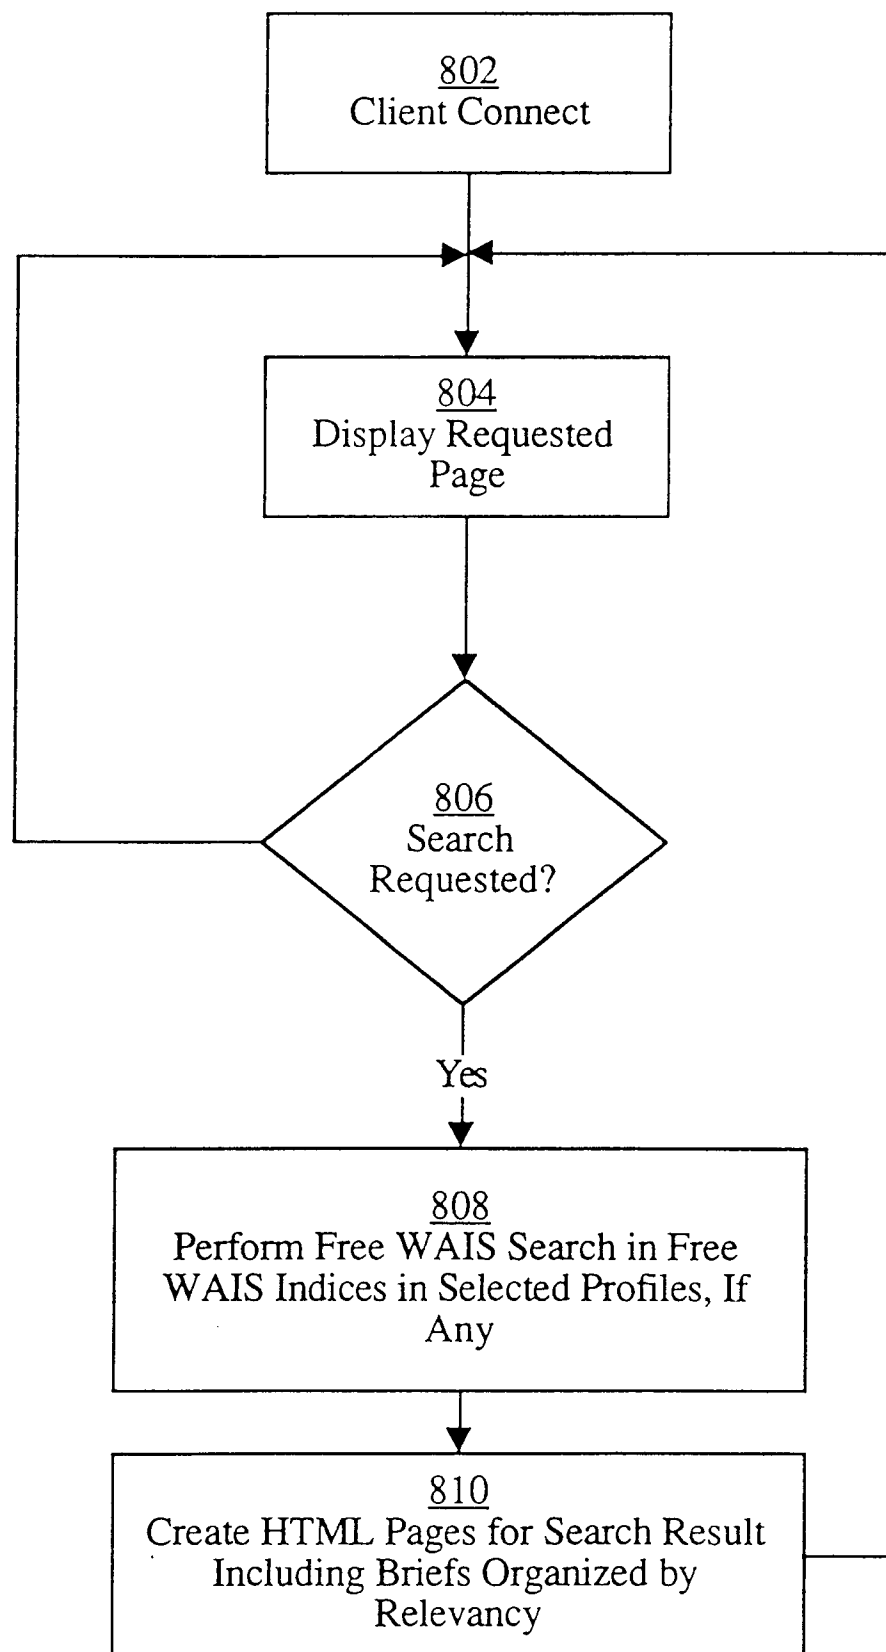 802
Client Connect
804
Display Requested
Page
806
Search
Requested?
Yes
808
Perform Free WAIS Search in Free
WAIS Indices in Selected Profiles, If
Any
810
Create HTML Pages for Search Result
Including Briefs Organized by
Relevancy